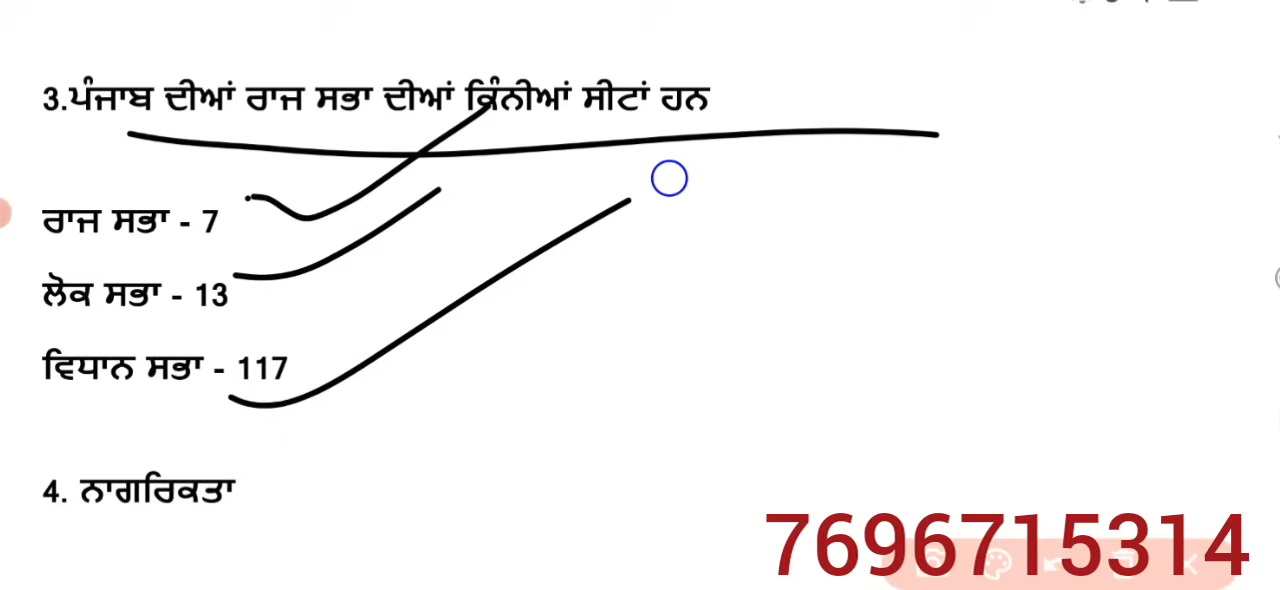 3.ਪੰਜਾਬ ਦੀਆਂ ਰਾਜ ਸਭਾ ਦੀਆਂ ਕਿੰਨੀਆਂ ਸੀਟਾਂ ਹਨ
ਰਾਜ ਸਭਾ - 7
ਲੋਕ ਸਭਾ - 13
ਵਿਧਾਨ ਸਭਾ - 117
4. ਨਾਗਰਿਕਤਾ
7696715314